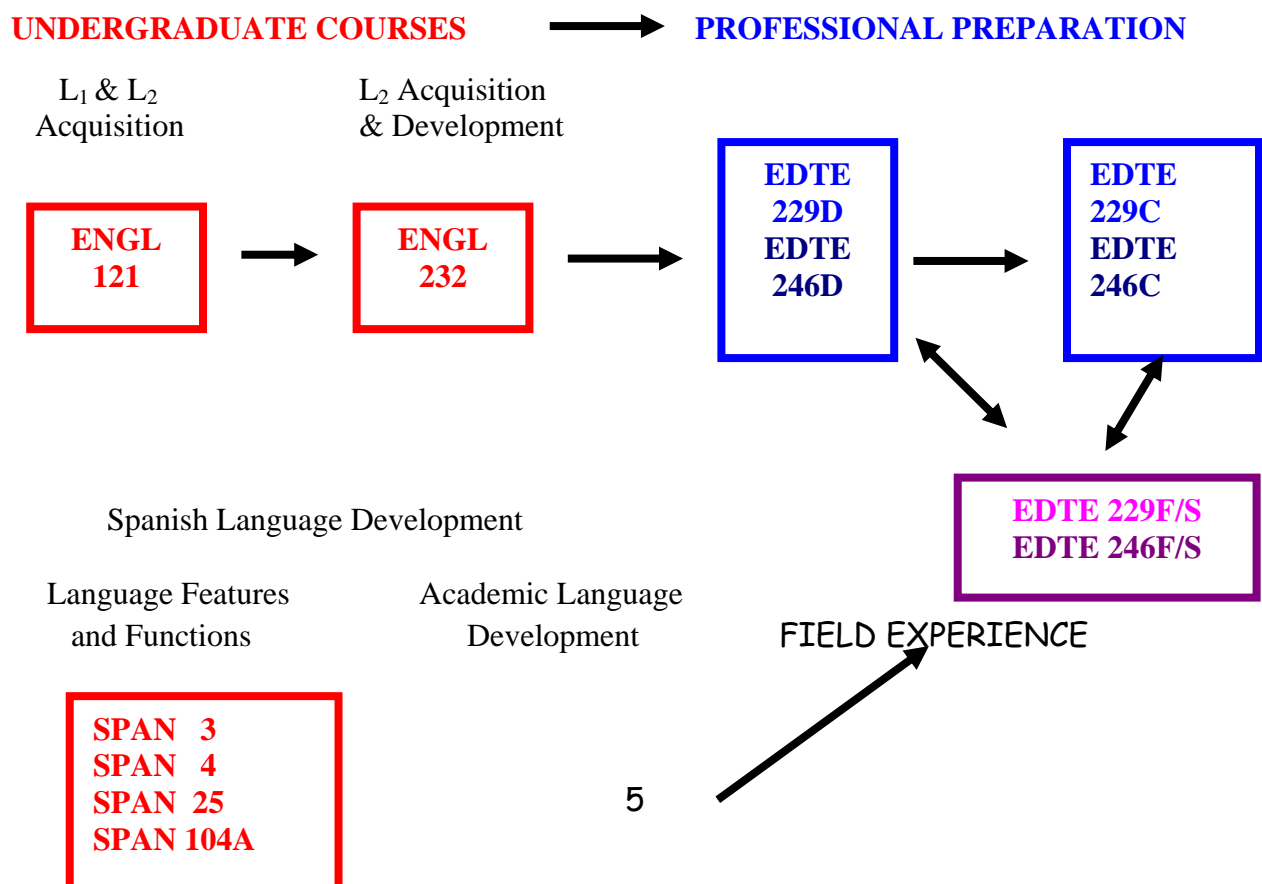 UNDERGRADUATE COURSES PROFESSIONAL PREPARATION
L₁ & L₂
Acquisition
L₂ Acquisition
& Development
ENGL
121
ENGL
232
EDTE
229D
EDTE
246D
EDTE
229C
EDTE
246C
EDTE 229F/S
EDTE 246F/S
Spanish Language Development
Language Features
and Functions
Academic Language
Development
FIELD EXPERIENCE
SPAN 3
SPAN 4
SPAN 25
SPAN 104A
5